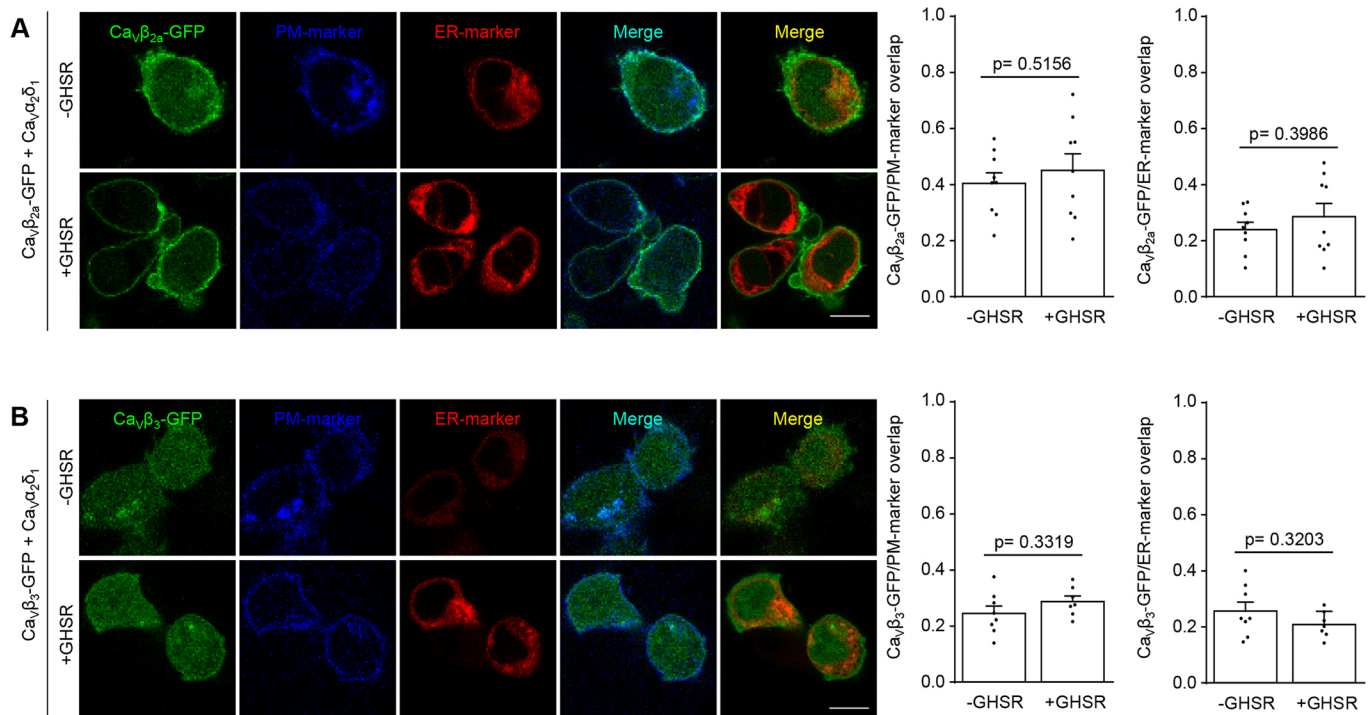 A
Caᵥβ₂ₐ-GFP + Caᵥα₂δ₁
-GHSR
+GHSR
Caᵥβ₂ₐ-GFP
PM-marker
ER-marker
Merge
Merge
Caᵥβ₂ₐ-GFP/PM-marker overlap
1.0
0.8
0.6
0.4
0.2
0.0
p= 0.5156
-GHSR
+GHSR
Caᵥβ₂ₐ-GFP/ER-marker overlap
1.0
0.8
0.6
0.4
0.2
0.0
p= 0.3986
-GHSR
+GHSR
B
Caᵥβ₃-GFP + Caᵥα₂δ₁
-GHSR
+GHSR
Caᵥβ₃-GFP
PM-marker
ER-marker
Merge
Merge
Caᵥβ₃-GFP/PM-marker overlap
1.0
0.8
0.6
0.4
0.2
0.0
p= 0.3319
-GHSR
+GHSR
Caᵥβ₃-GFP/ER-marker overlap
1.0
0.8
0.6
0.4
0.2
0.0
p= 0.3203
-GHSR
+GHSR